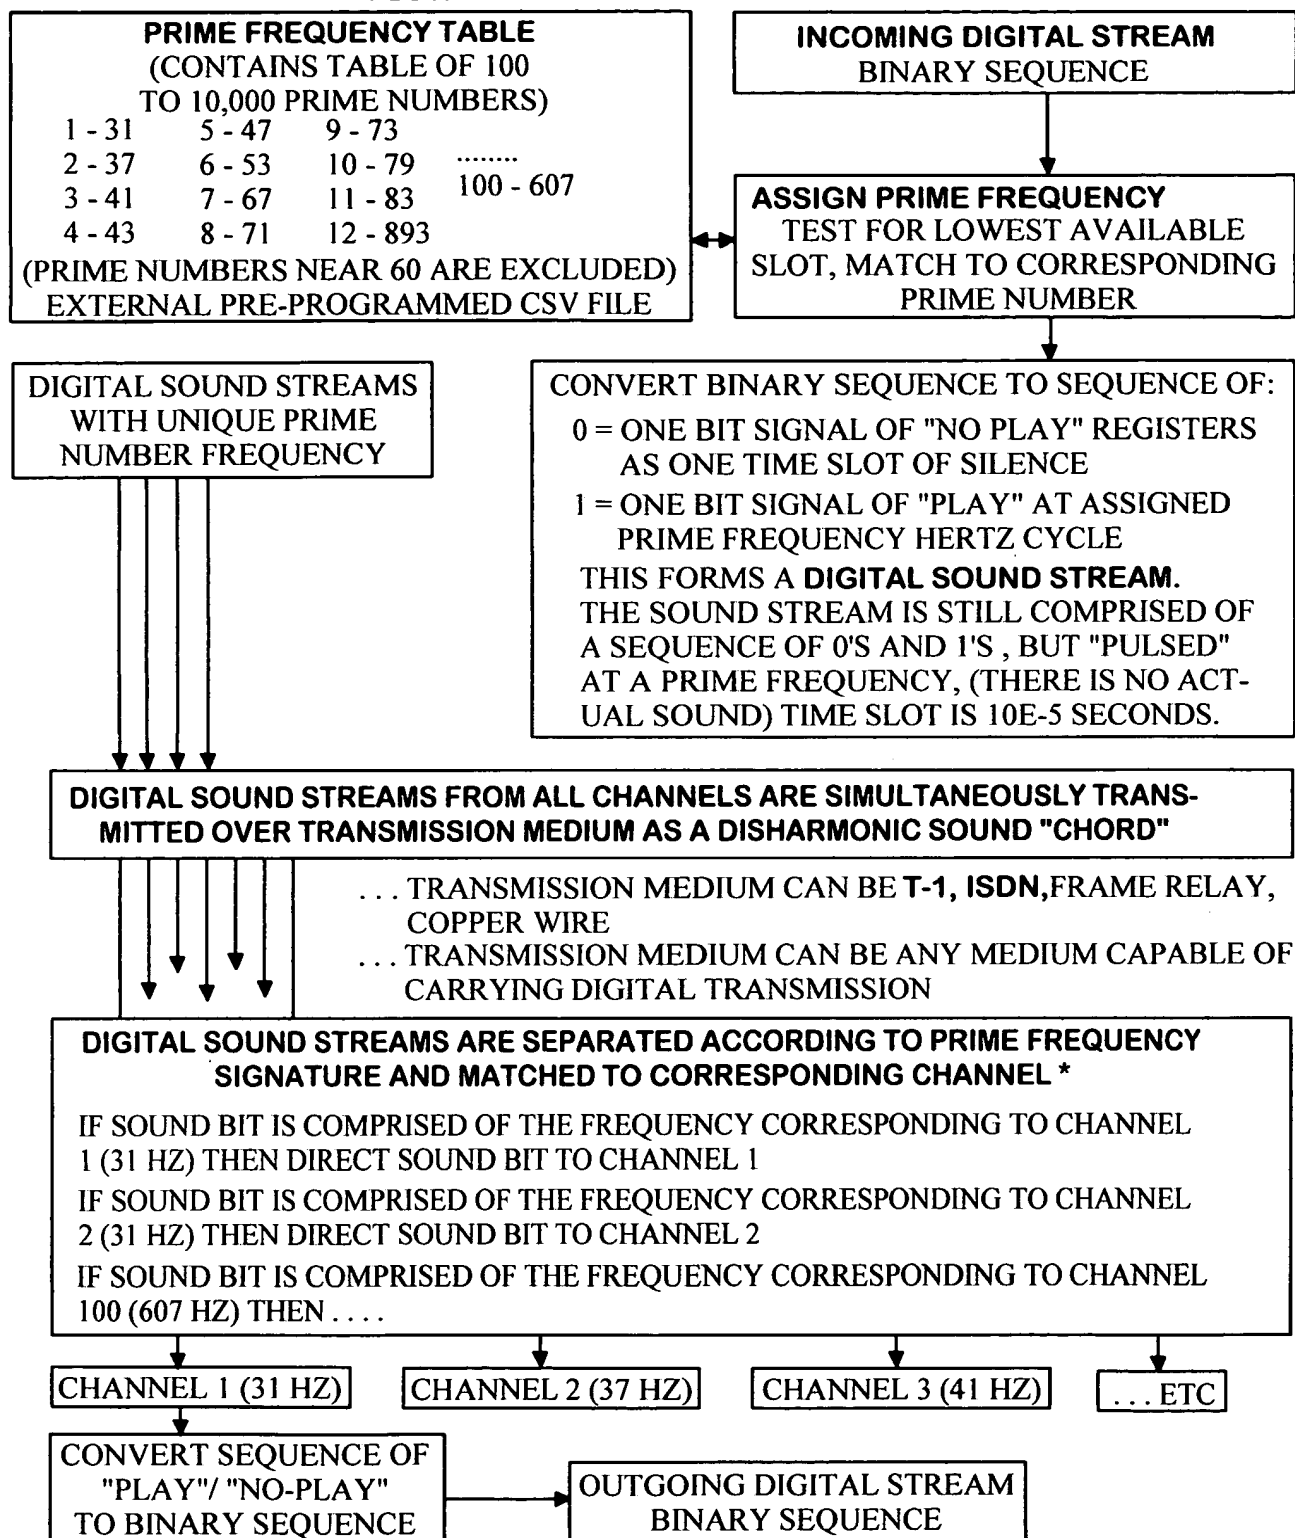 PRIME FREQUENCY TABLE
(CONTAINS TABLE OF 100
TO 10,000 PRIME NUMBERS)
1 - 31 5 - 47 9 - 73
2 - 37 6 - 53 10 - 79 ........
3 - 41 7 - 67 11 - 83 100 - 607
4 - 43 8 - 71 12 - 893
(PRIME NUMBERS NEAR 60 ARE EXCLUDED)
EXTERNAL PRE-PROGRAMMED CSV FILE
INCOMING DIGITAL STREAM
BINARY SEQUENCE
ASSIGN PRIME FREQUENCY
TEST FOR LOWEST AVAILABLE
SLOT, MATCH TO CORRESPONDING
PRIME NUMBER
CONVERT BINARY SEQUENCE TO SEQUENCE OF:
0 = ONE BIT SIGNAL OF "NO PLAY" REGISTERS
AS ONE TIME SLOT OF SILENCE
1 = ONE BIT SIGNAL OF "PLAY" AT ASSIGNED
PRIME FREQUENCY HERTZ CYCLE
THIS FORMS A DIGITAL SOUND STREAM.
THE SOUND STREAM IS STILL COMPRISED OF
A SEQUENCE OF 0'S AND 1'S , BUT "PULSED"
AT A PRIME FREQUENCY, (THERE IS NO ACT-
UAL SOUND) TIME SLOT IS 10E-5 SECONDS.
DIGITAL SOUND STREAMS
WITH UNIQUE PRIME
NUMBER FREQUENCY
DIGITAL SOUND STREAMS FROM ALL CHANNELS ARE SIMULTANEOUSLY TRANS-
MITTED OVER TRANSMISSION MEDIUM AS A DISHARMONIC SOUND "CHORD"
. . . TRANSMISSION MEDIUM CAN BE T-1, ISDN,FRAME RELAY,
COPPER WIRE
. . . TRANSMISSION MEDIUM CAN BE ANY MEDIUM CAPABLE OF
CARRYING DIGITAL TRANSMISSION
DIGITAL SOUND STREAMS ARE SEPARATED ACCORDING TO PRIME FREQUENCY
SIGNATURE AND MATCHED TO CORRESPONDING CHANNEL *
IF SOUND BIT IS COMPRISED OF THE FREQUENCY CORRESPONDING TO CHANNEL
1 (31 HZ) THEN DIRECT SOUND BIT TO CHANNEL 1
IF SOUND BIT IS COMPRISED OF THE FREQUENCY CORRESPONDING TO CHANNEL
2 (31 HZ) THEN DIRECT SOUND BIT TO CHANNEL 2
IF SOUND BIT IS COMPRISED OF THE FREQUENCY CORRESPONDING TO CHANNEL
100 (607 HZ) THEN . . . .
CHANNEL 1 (31 HZ)
CHANNEL 2 (37 HZ)
CHANNEL 3 (41 HZ)
. . . ETC
CONVERT SEQUENCE OF
"PLAY"/ "NO-PLAY"
TO BINARY SEQUENCE
OUTGOING DIGITAL STREAM
BINARY SEQUENCE